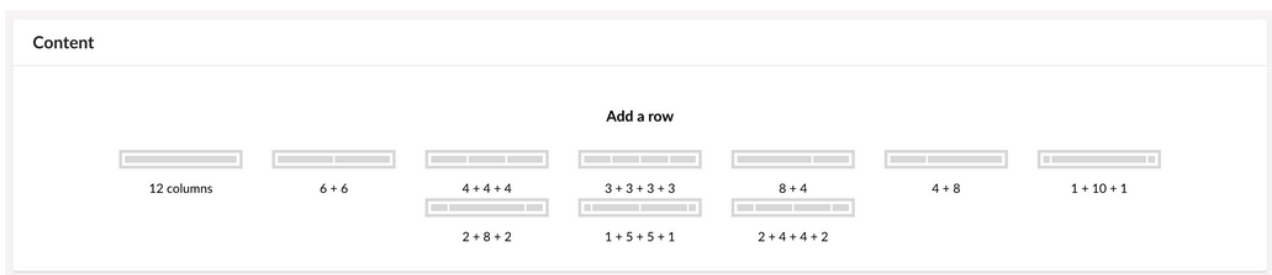 Content
Add a row
12 columns
6 + 6
4 + 4 + 4
3 + 3 + 3 + 3
8 + 4
4 + 8
1 + 10 + 1
2 + 8 + 2
1 + 5 + 5 + 1
2 + 4 + 4 + 2